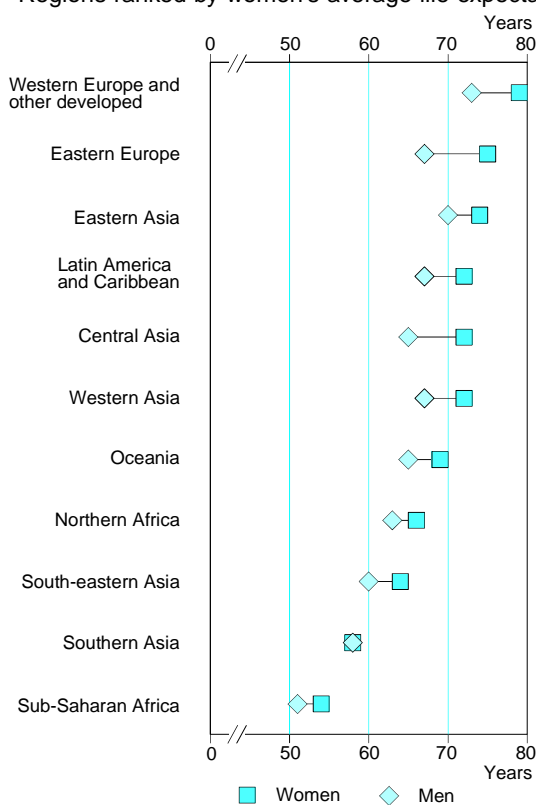 Regions ranked by women's average life expecta
Years
0 50 60 70 80
Western Europe and
other developed
Eastern Europe
Eastern Asia
Latin America
and Caribbean
Central Asia
Western Asia
Oceania
Northern Africa
South-eastern Asia
Southern Asia
Sub-Saharan Africa
0 50 60 70 80
Years
Women Men